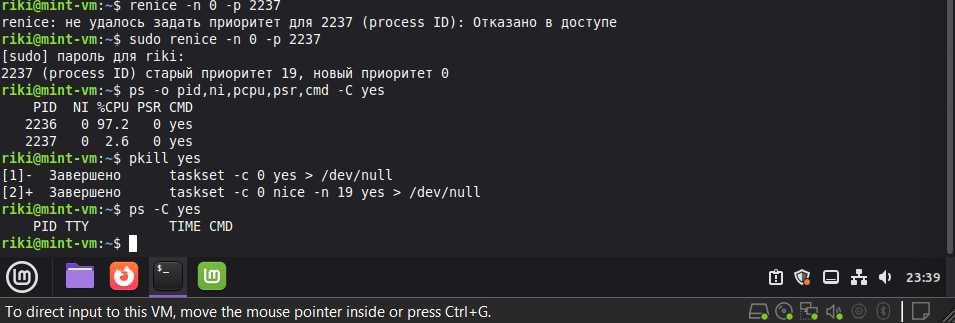 riki@mint-vm:~$ renice -n 0 -p 2237
renice: не удалось задать приоритет для 2237 (process ID): Отказано в доступе
riki@mint-vm:~$ sudo renice -n 0 -p 2237
[sudo] пароль для riki:
2237 (process ID) старый приоритет 19, новый приоритет 0
riki@mint-vm:~$ ps -o pid,ni,pcpu,psr,cmd -C yes
    PID  NI %CPU PSR CMD
   2236   0 97.2   0 yes
   2237   0  2.6   0 yes
riki@mint-vm:~$ pkill yes
[1]-  Завершено      taskset -c 0 yes > /dev/null
[2]+  Завершено      taskset -c 0 nice -n 19 yes > /dev/null
riki@mint-vm:~$ ps -C yes
    PID TTY          TIME CMD
riki@mint-vm:~$
23:39
To direct input to this VM, move the mouse pointer inside or press Ctrl+G.